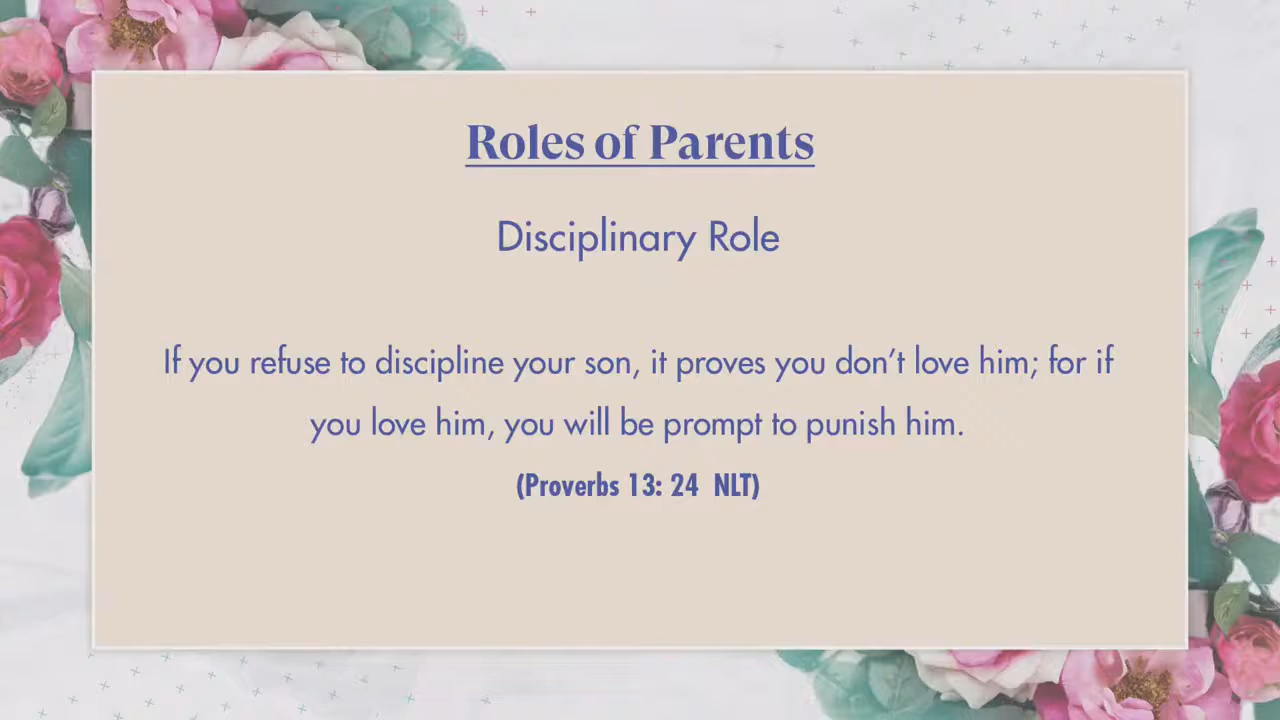 Roles of Parents
Disciplinary Role
If you refuse to discipline your son, it proves you don’t love him; for if
you love him, you will be prompt to punish him.
(Proverbs 13: 24  NLT)